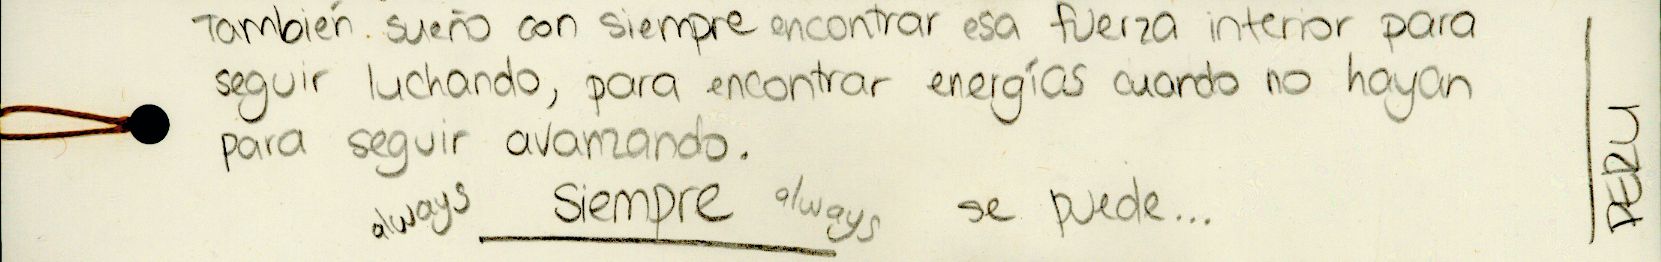 También sueño con siempre encontrar esa fuerza interior para
seguir luchando, para encontrar energías cuando no hayan
para seguir avanzando.
always siempre always se puede...
PERU